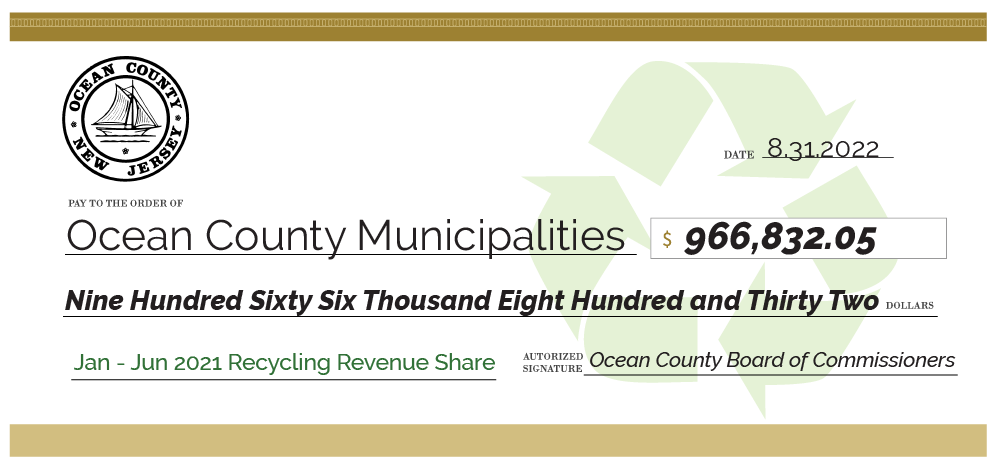 OCEAN COUNTY
NEW JERSEY
DATE 8.31.2022
PAY TO THE ORDER OF
Ocean County Municipalities $ 966,832.05
Nine Hundred Sixty Six Thousand Eight Hundred and Thirty Two DOLLARS
Jan - Jun 2021 Recycling Revenue Share
AUTORIZED
SIGNATURE Ocean County Board of Commissioners